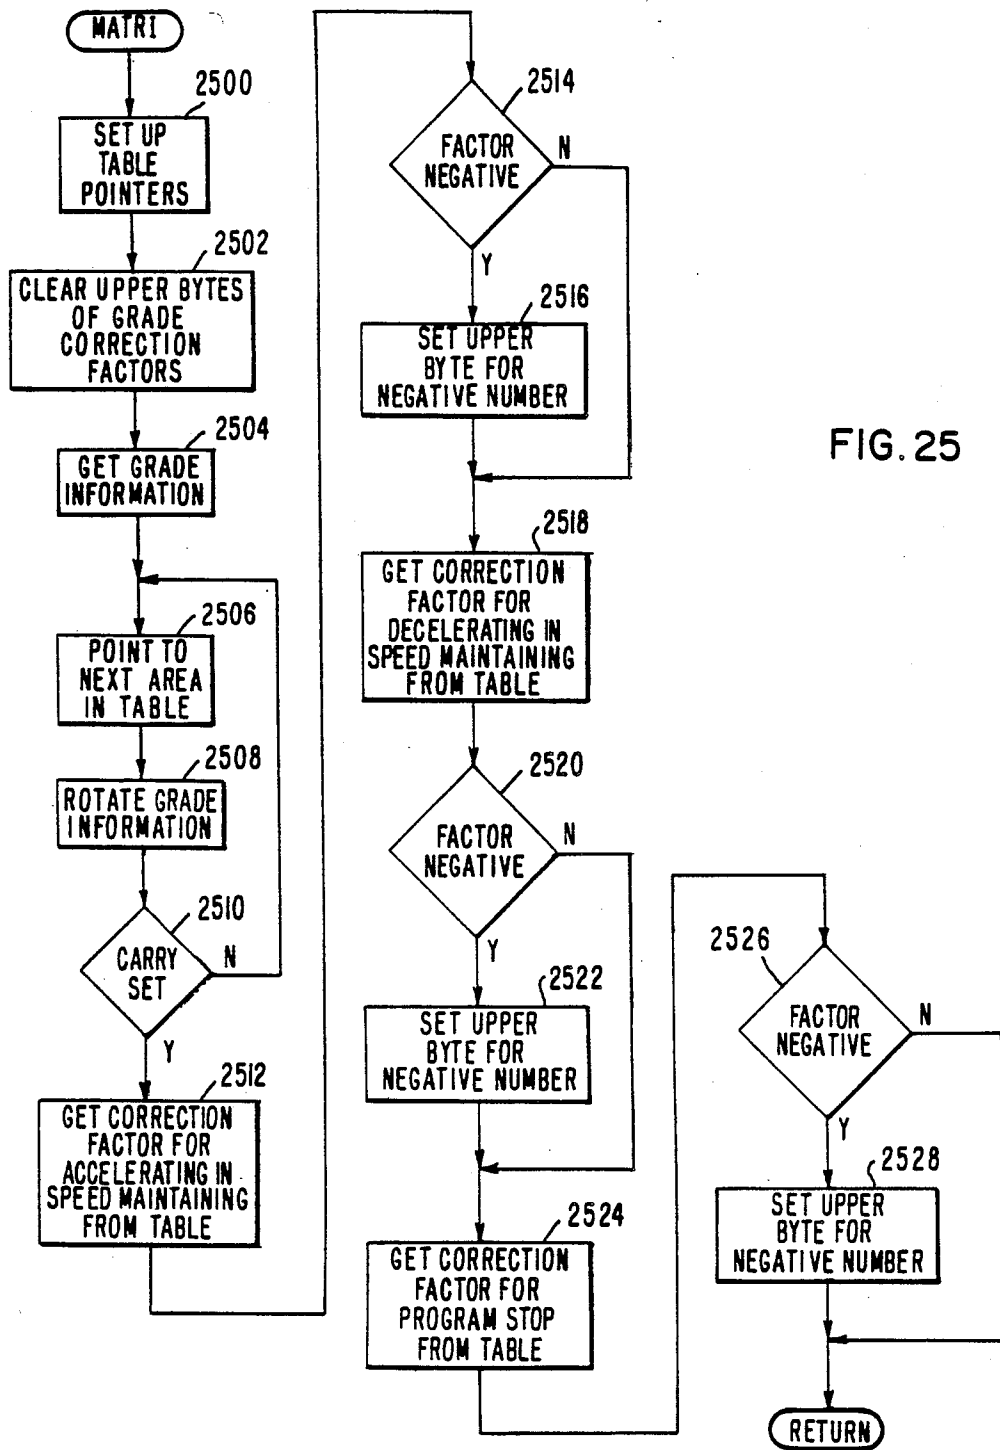 MATRI
2500
SET UP
TABLE
POINTERS
2502
CLEAR UPPER BYTES
OF GRADE
CORRECTION
FACTORS
2504
GET GRADE
INFORMATION
2506
POINT TO
NEXT AREA
IN TABLE
2508
ROTATE GRADE
INFORMATION
2510
CARRY
SET
N
Y
2512
GET CORRECTION
FACTOR FOR
ACCELERATING IN
SPEED MAINTAINING
FROM TABLE
2514
FACTOR
NEGATIVE
N
Y
2516
SET UPPER
BYTE FOR
NEGATIVE NUMBER
2518
GET CORRECTION
FACTOR FOR
DECELERATING IN
SPEED MAINTAINING
FROM TABLE
2520
FACTOR
NEGATIVE
N
Y
2522
SET UPPER
BYTE FOR
NEGATIVE NUMBER
2524
GET CORRECTION
FACTOR FOR
PROGRAM STOP
FROM TABLE
2526
FACTOR
NEGATIVE
N
Y
2528
SET UPPER
BYTE FOR
NEGATIVE NUMBER
RETURN
FIG. 25